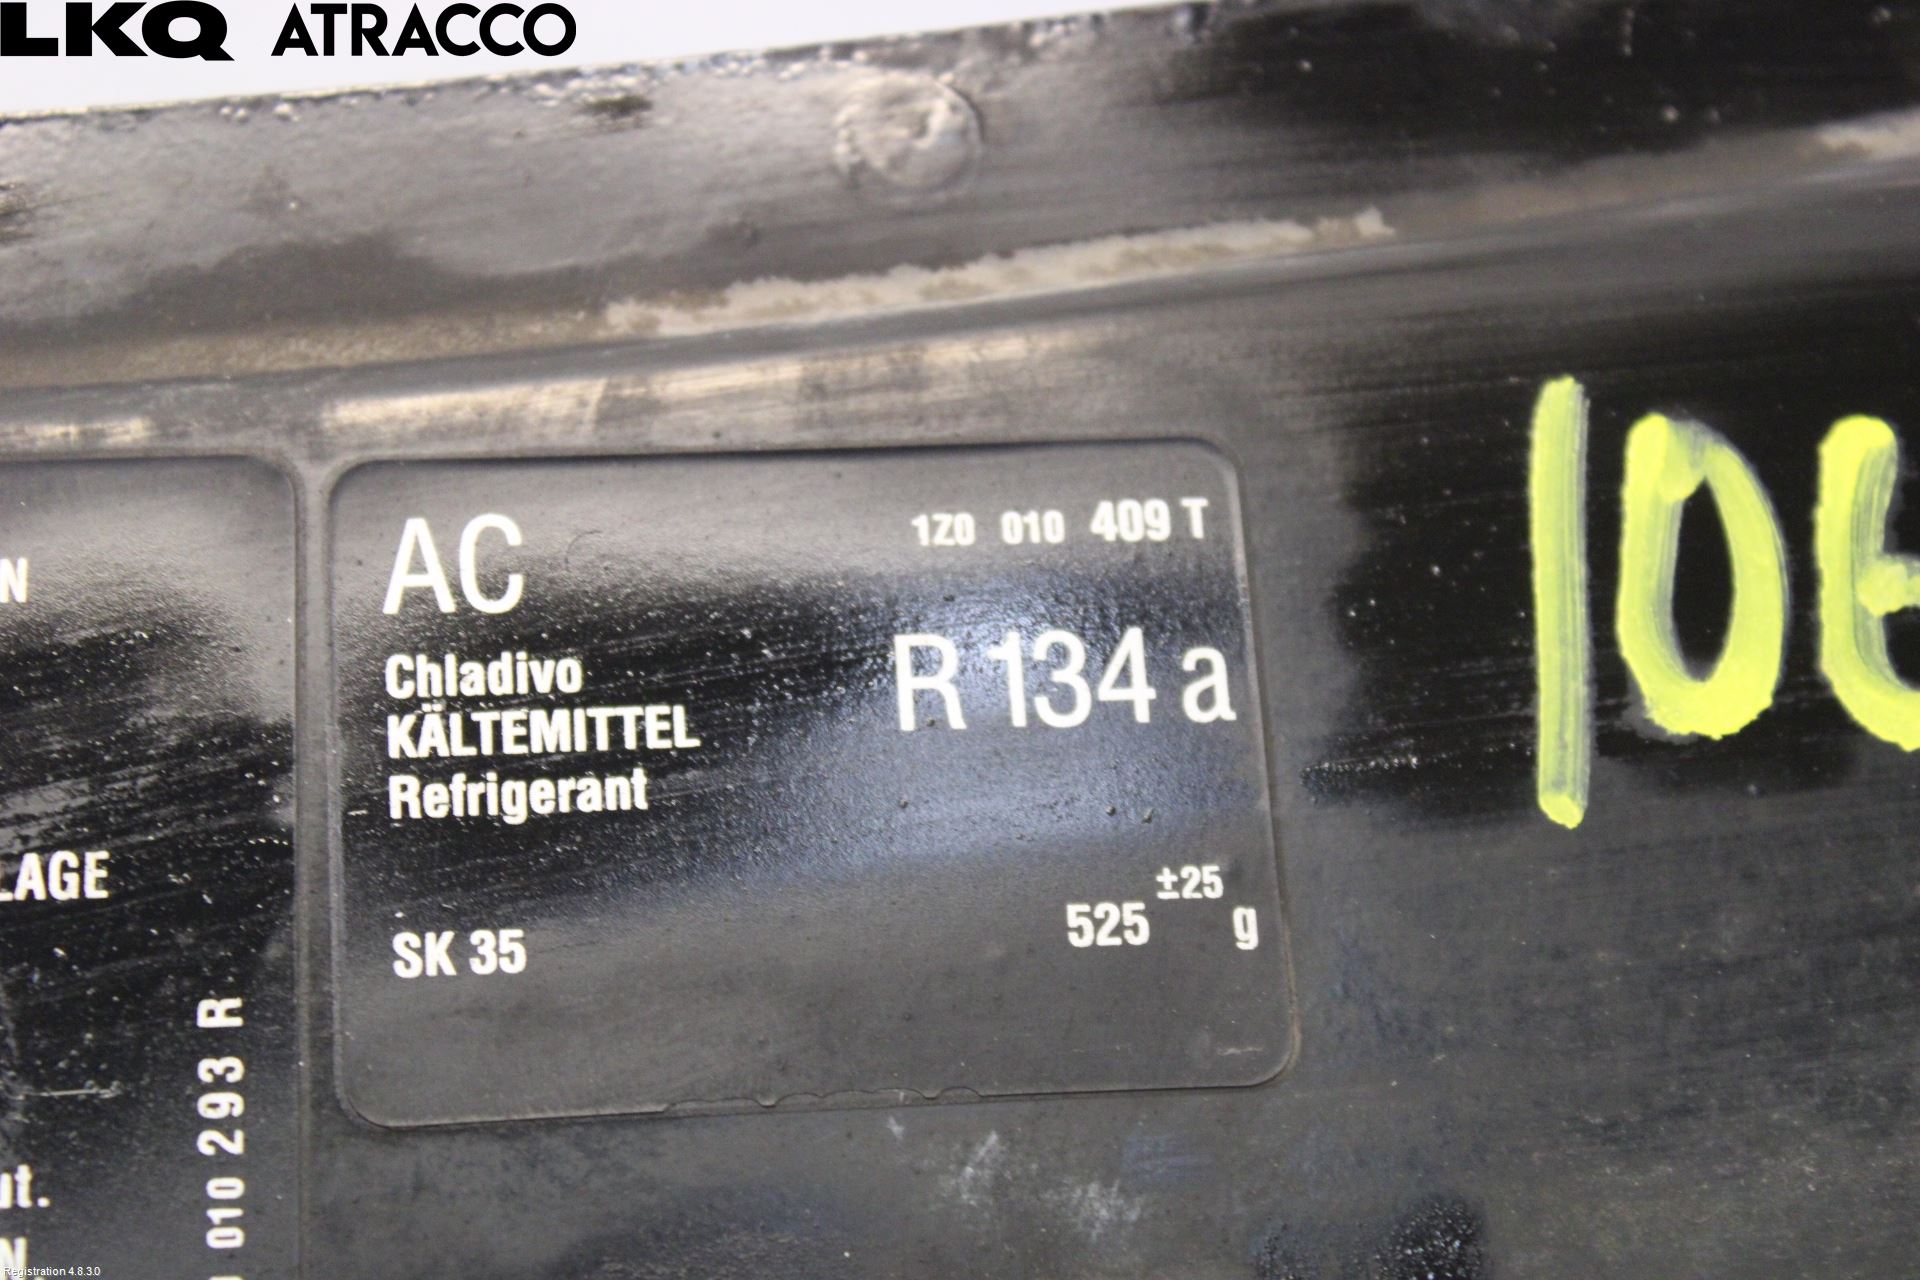 LKQ ATRACCO
AC
1Z0 010 409 T
Chladivo
R 134 a
KÄLTEMITTEL
Refrigerant
SK 35
525 ±25 g
N
LAGE
ut.
N
010 293 R
106
Registration 4.8.3.0